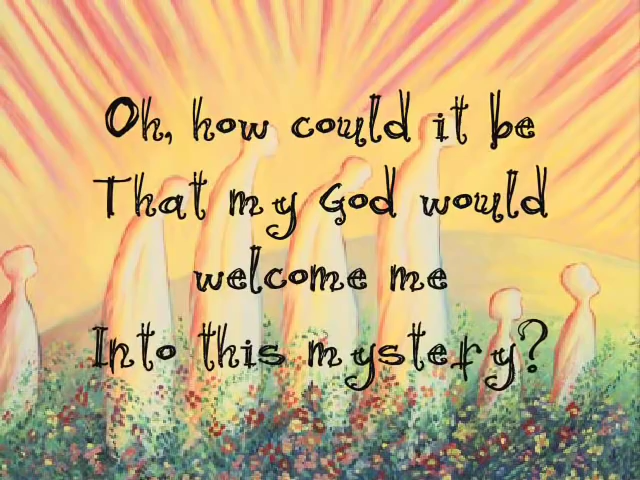 Oh, how could it be
That my God would
welcome me
Into this mystery?